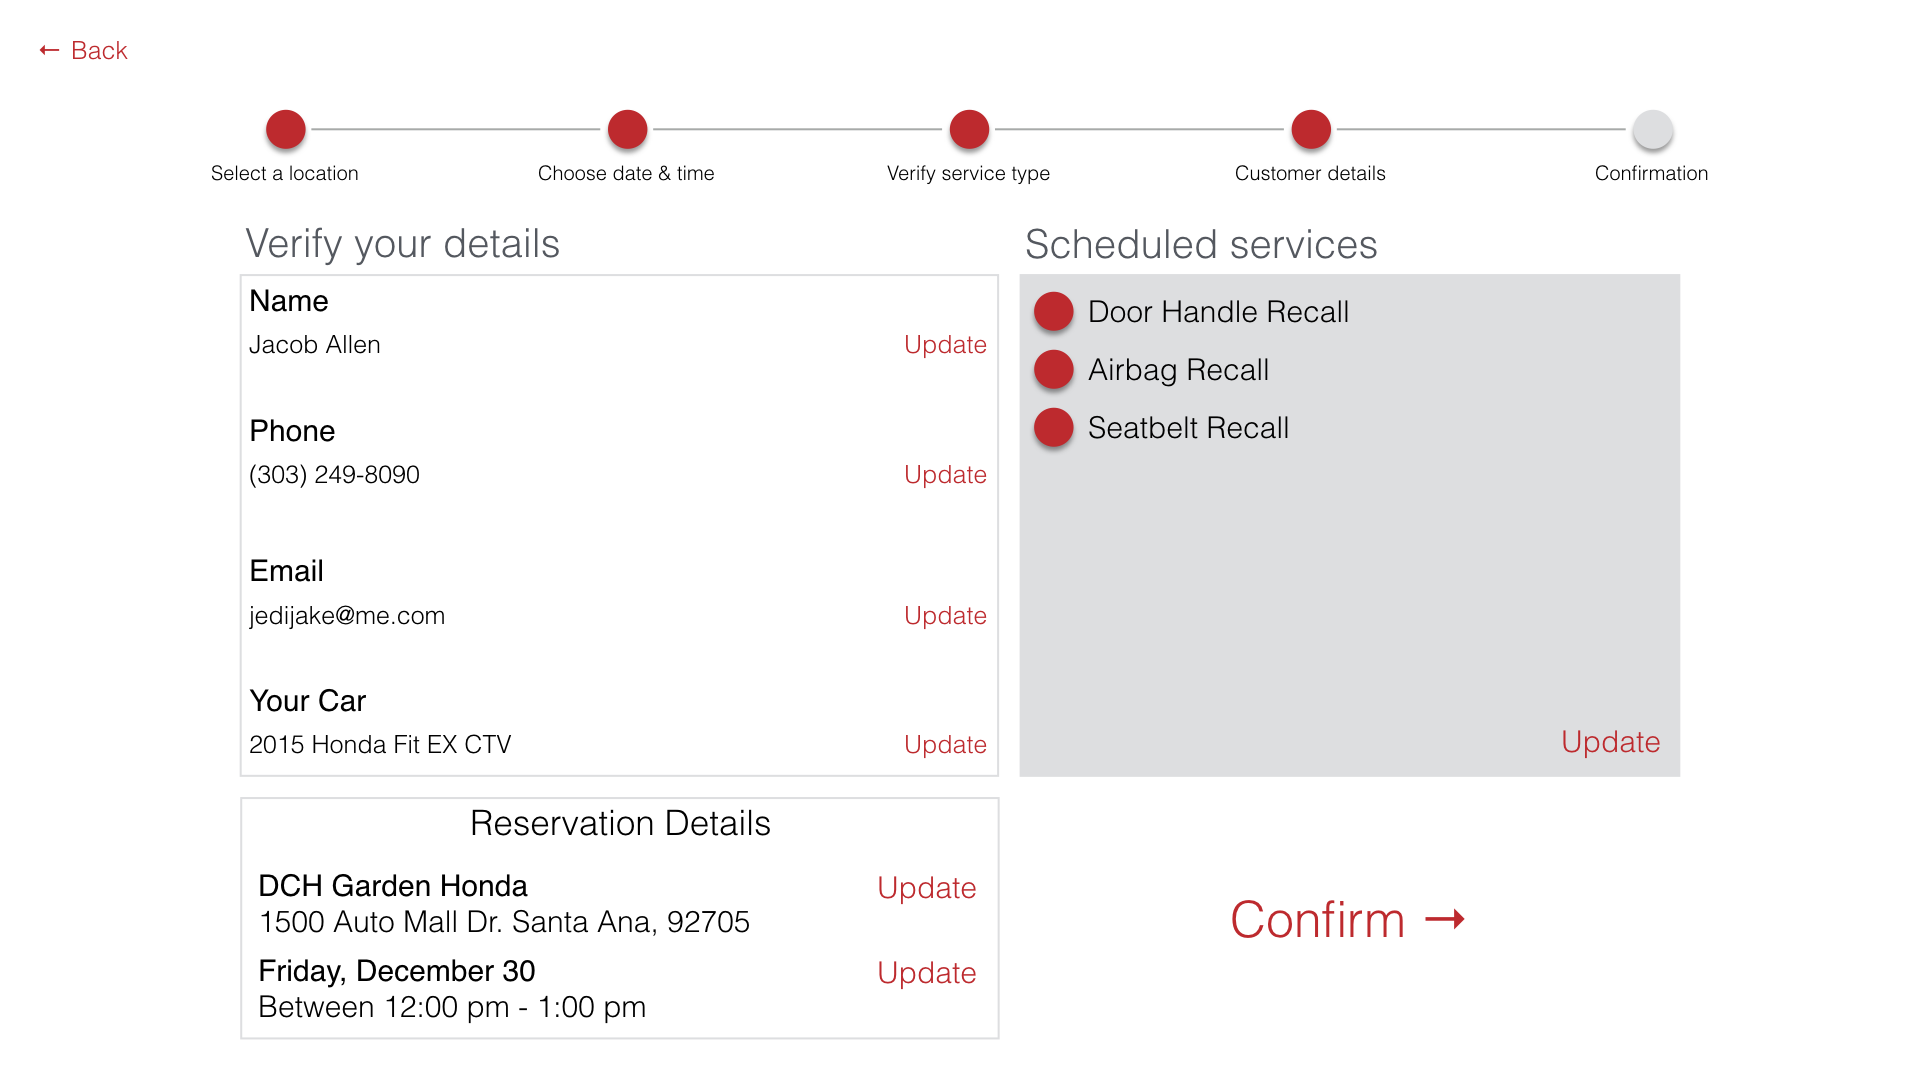 ← Back
Select a location
Choose date & time
Verify service type
Customer details
Confirmation
Verify your details
Name
Jacob Allen
Update
Phone
(303) 249-8090
Update
Email
jedijake@me.com
Update
Your Car
2015 Honda Fit EX CTV
Update
Scheduled services
Door Handle Recall
Airbag Recall
Seatbelt Recall
Update
Reservation Details
DCH Garden Honda
Update
1500 Auto Mall Dr. Santa Ana, 92705
Friday, December 30
Update
Between 12:00 pm - 1:00 pm
Confirm →